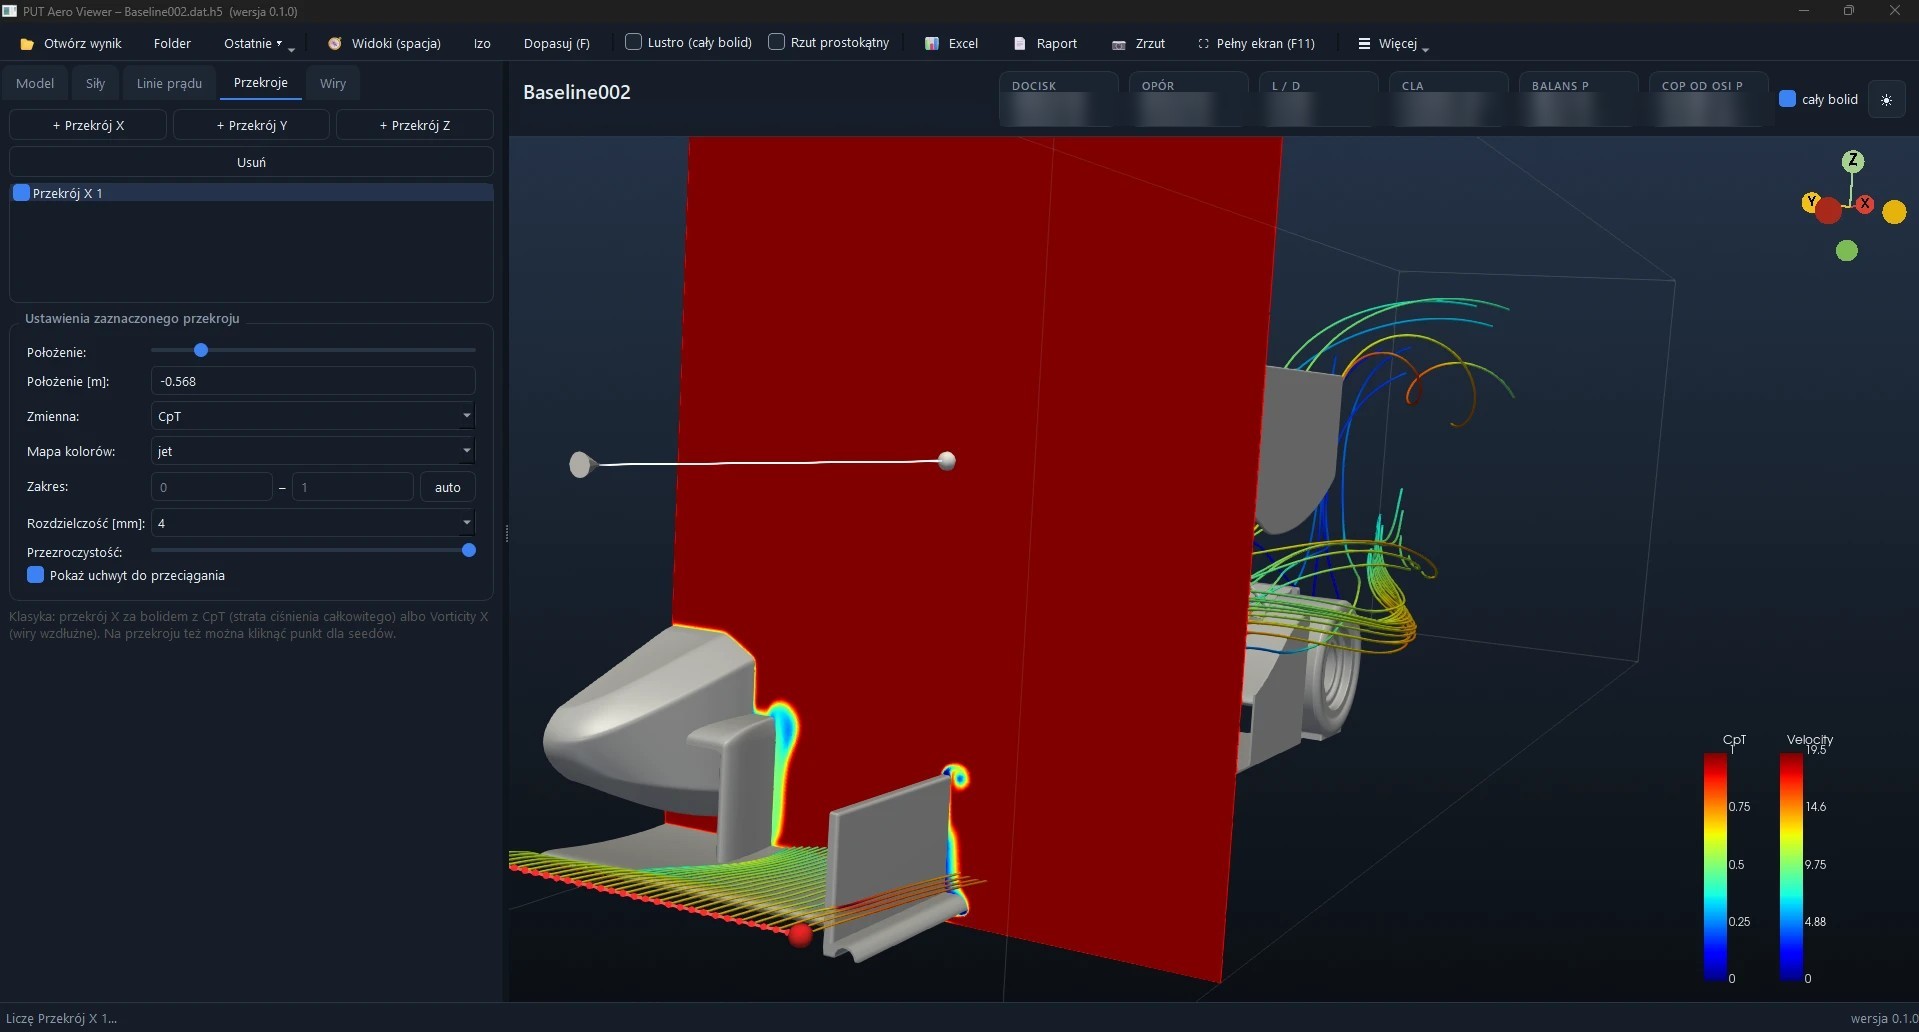 PUT Aero Viewer – Baseline002.dat.h5 (wersja 0.1.0)
Otwórz wynik Folder Ostatnie Widoki (spacja) Izo Dopasuj (F) Lustro (cały bolid) Rzut prostokątny Excel Raport Zrzut Pełny ekran (F11) Więcej
Model Siły Linie prądu Przekroje Wiry
+ Przekrój X + Przekrój Y + Przekrój Z
Usuń
Przekrój X 1
Ustawienia zaznaczonego przekroju
Położenie:
Położenie [m]: -0.568
Zmienna: CpT
Mapa kolorów: jet
Zakres: 0 – 1 auto
Rozdzielczość [mm]: 4
Przezroczystość:
Pokaż uchwyt do przeciągania
Klasyka: przekrój X za bolidem z CpT (strata ciśnienia całkowitego) albo Vorticity X
(wiry wzdłużne). Na przekroju też można kliknąć punkt dla seedów.
Baseline002
DOCISK OPÓR L / D CLA BALANS P COP OD OSI P
cały bolid
Z
Y X
CpT Velocity
1 19.5
0.75 14.6
0.5 9.75
0.25 4.88
0 0
Liczę Przekrój X 1...
wersja 0.1.0